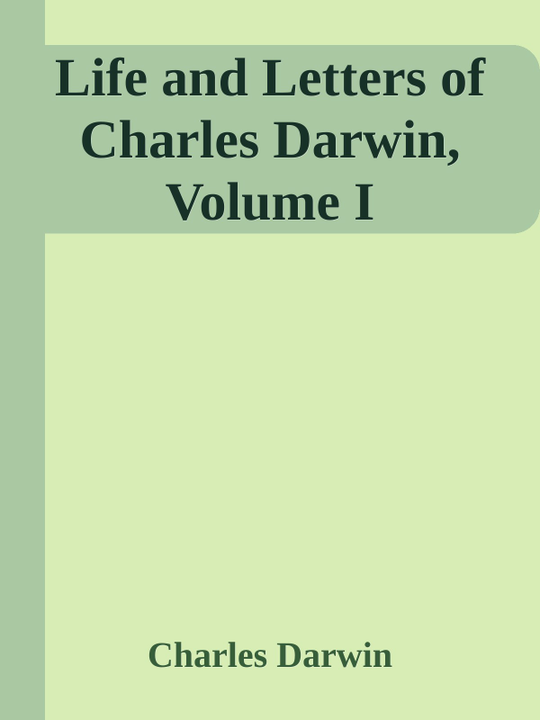 Life and Letters of
Charles Darwin,
Volume I
Charles Darwin